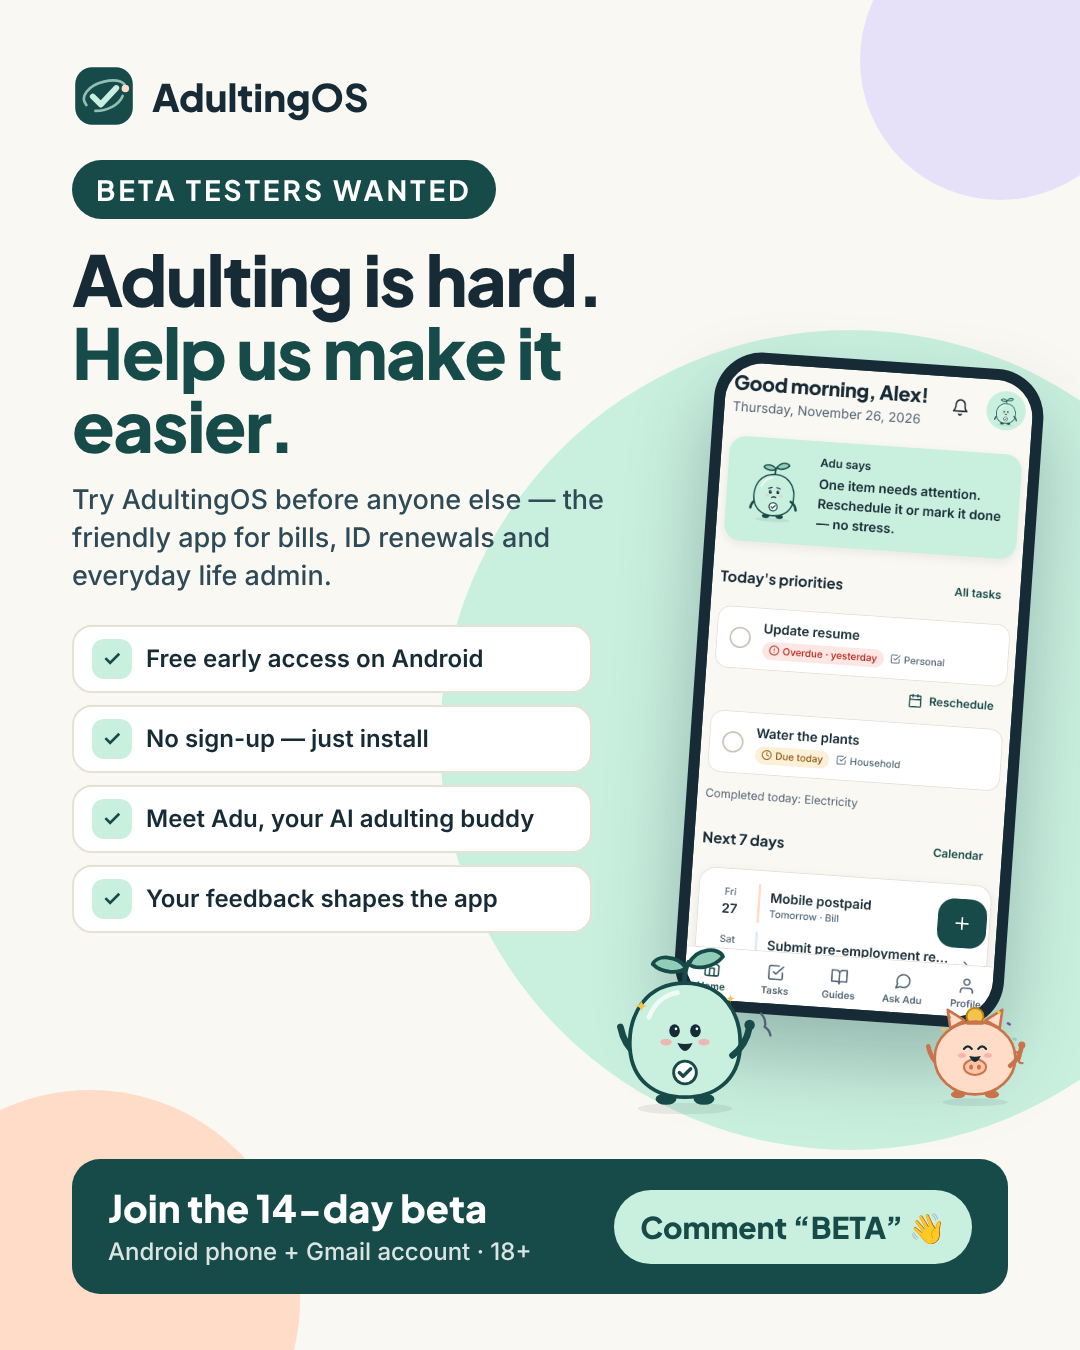 AdultingOS
BETA TESTERS WANTED
Adulting is hard.
Help us make it
easier.
Try AdultingOS before anyone else — the
friendly app for bills, ID renewals and
everyday life admin.
Free early access on Android
No sign-up — just install
Meet Adu, your AI adulting buddy
Your feedback shapes the app
Good morning, Alex!
Thursday, November 26, 2026
Adu says
One item needs attention.
Reschedule it or mark it done
— no stress.
Today's priorities
All tasks
Update resume
Overdue · yesterday
Personal
Reschedule
Water the plants
Due today
Household
Completed today: Electricity
Next 7 days
Calendar
Fri
27
Mobile postpaid
Tomorrow · Bill
Sat
Submit pre-employment re...
Tasks
Guides
Ask Adu
Profile
Join the 14-day beta
Android phone + Gmail account · 18+
Comment “BETA” 👋